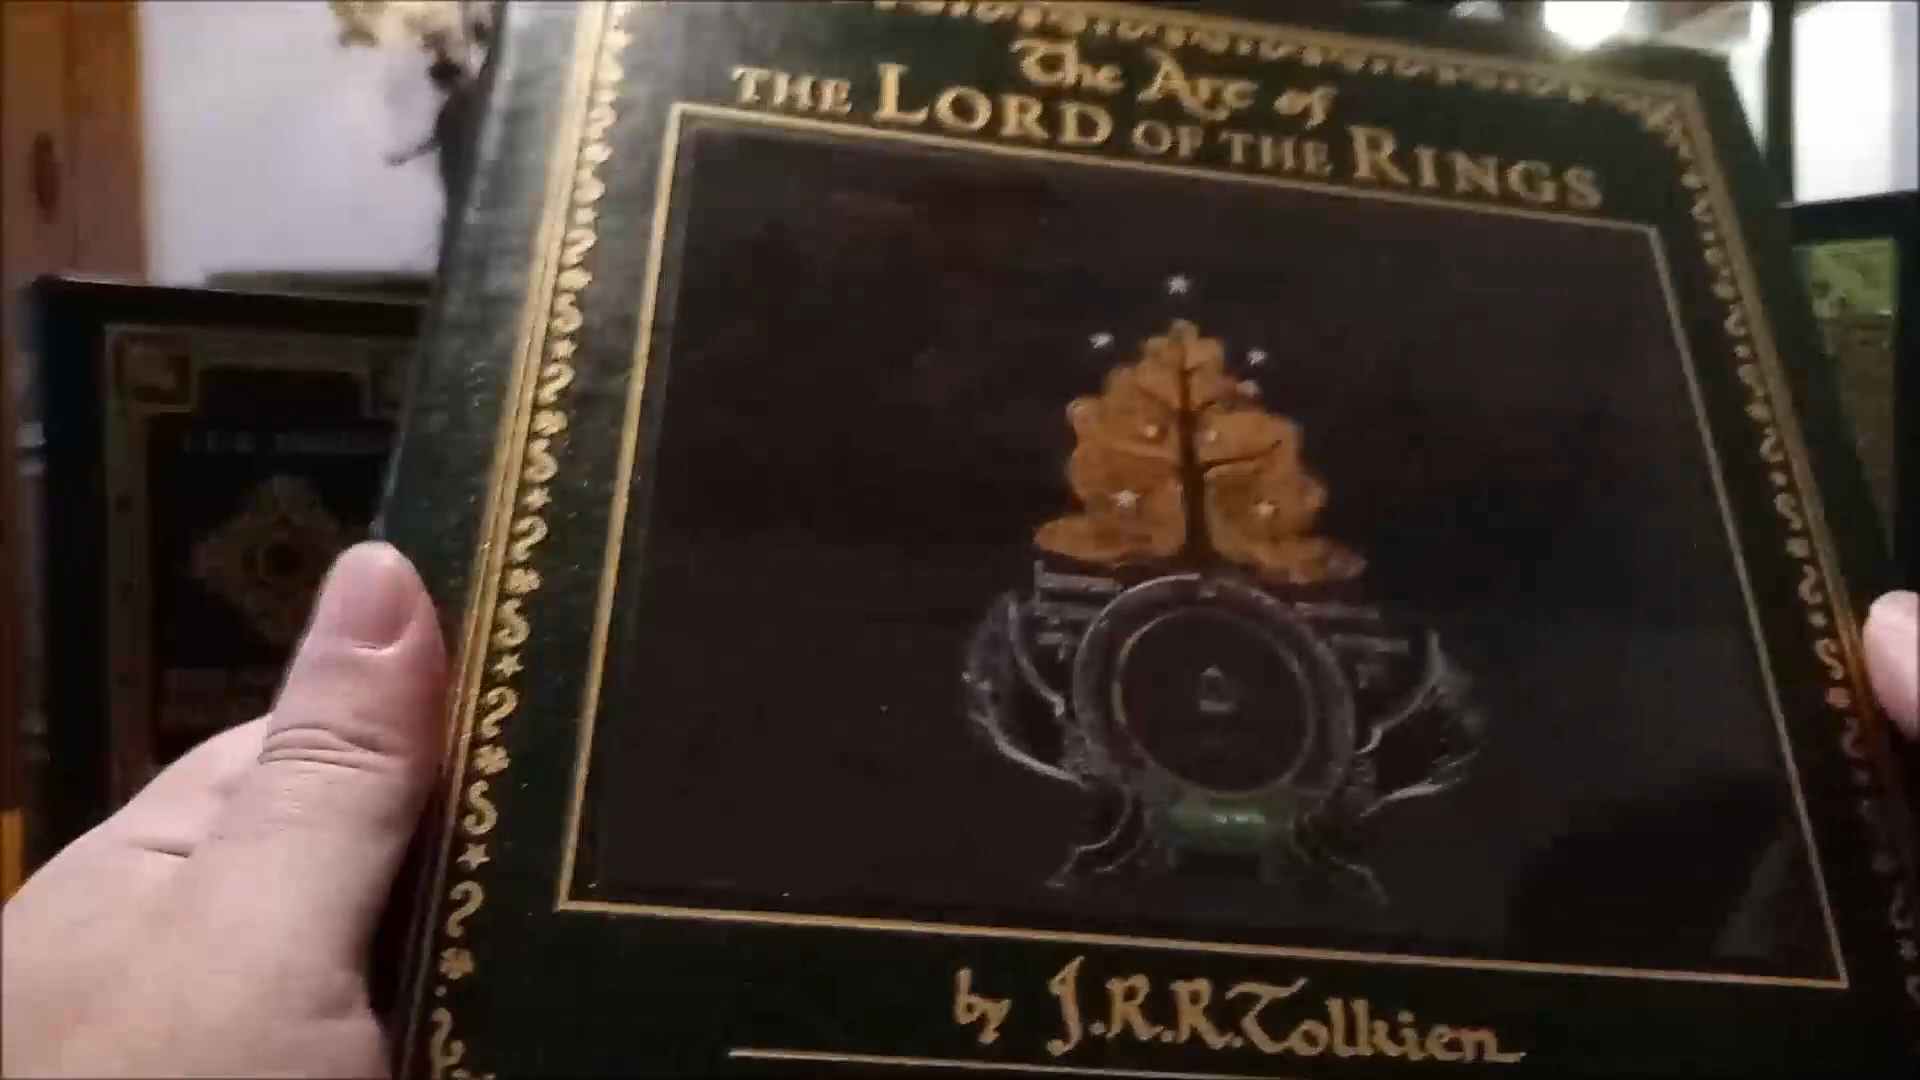 The Art of
THE LORD OF THE RINGS
by J.R.R. Tolkien